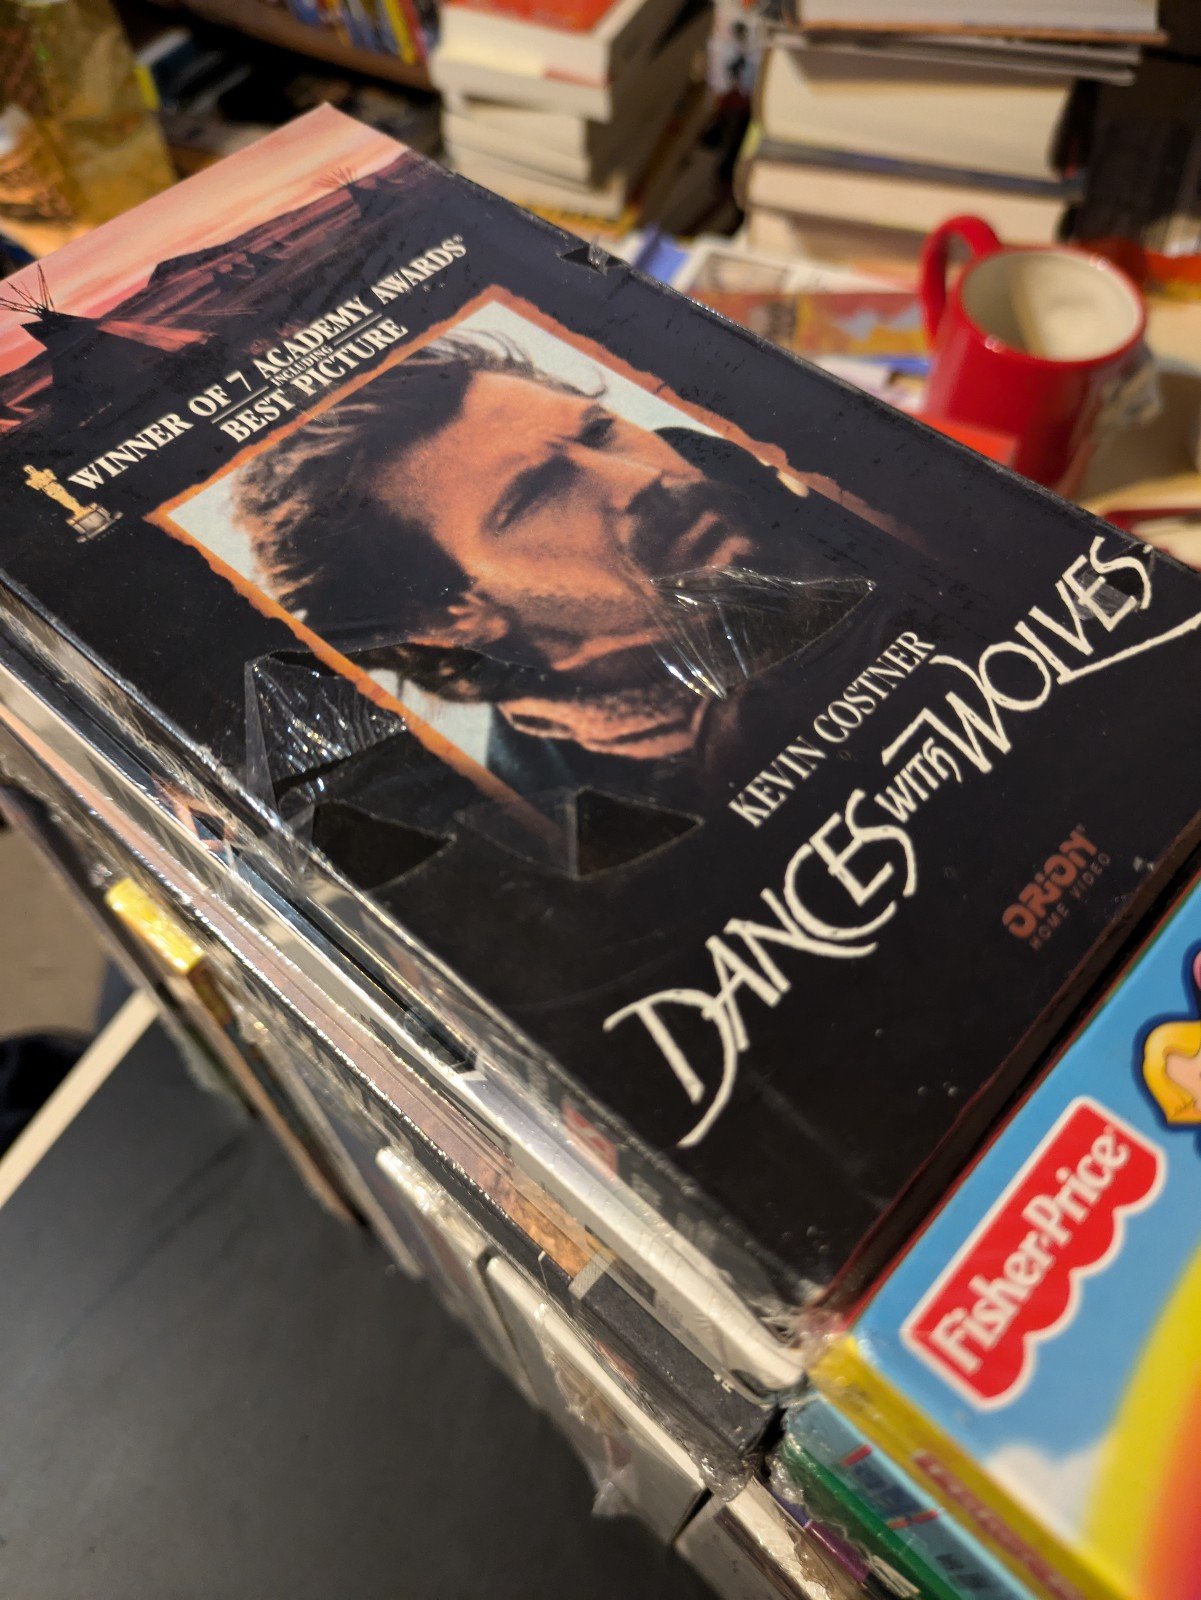 WINNER OF 7 ACADEMY AWARDS®
INCLUDING
BEST PICTURE
KEVIN COSTNER
DANCES WITH WOLVES
ORION®
HOME VIDEO
Fisher-Price®